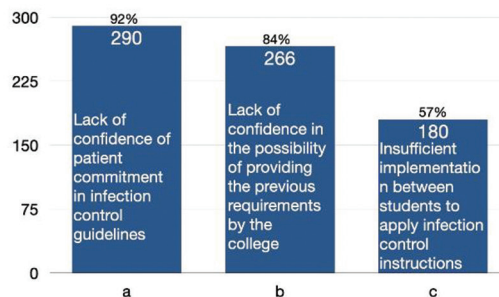 300
225
150
75
0
92%
290
Lack of
confidence of
patient
commitment
in infection
control
guidelines
84%
266
Lack of
confidence in
the possibility
of providing
the previous
requirements
by the
college
57%
180
Insufficient
implementatio
n between
students to
apply infection
control
instructions
a
b
c